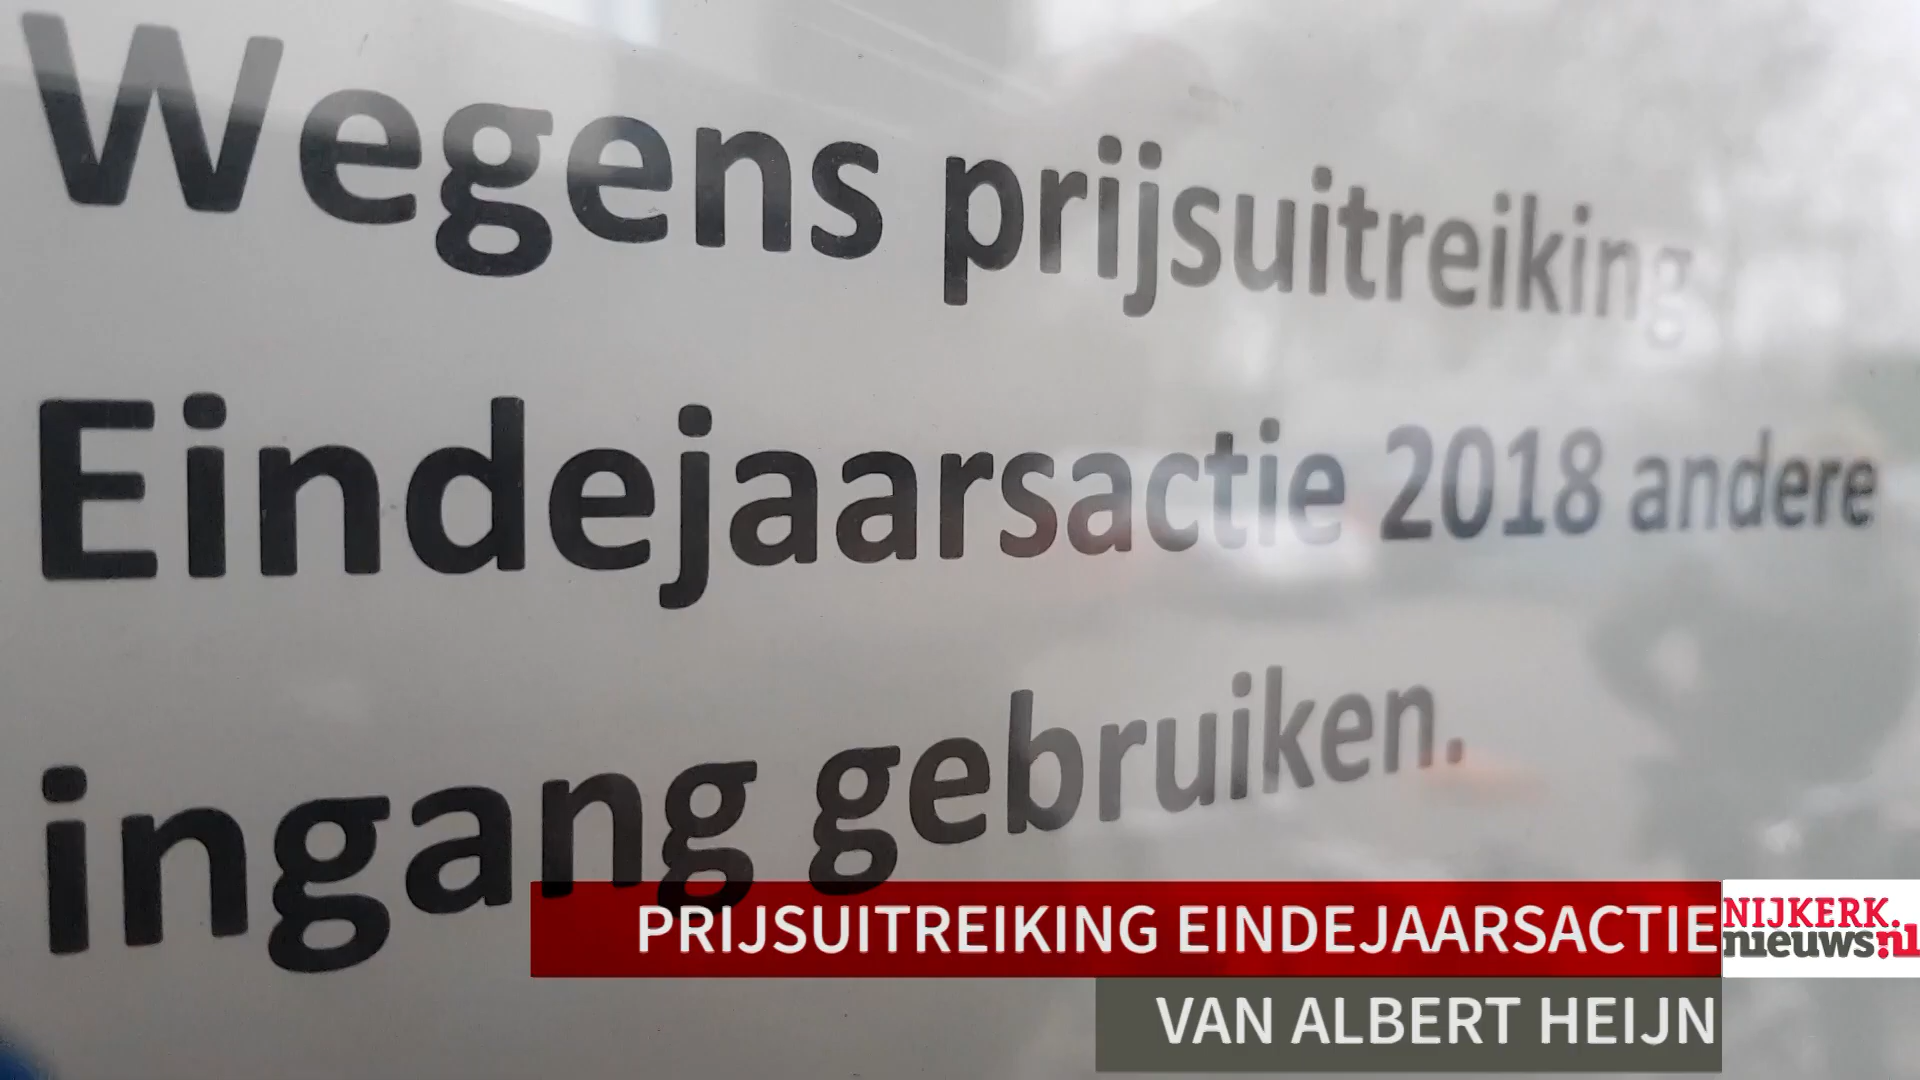 Wegens prijsuitreiking
Eindejaarsactie 2018 andere
ingang gebruiken.
PRIJSUITREIKING EINDEJAARSACTIE
VAN ALBERT HEIJN
NIJKERK.
nieuws.nl